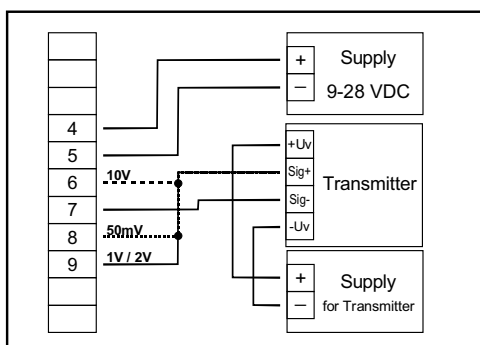 + Supply
– 9-28 VDC
4
5
6 10V
7
8 50mV
9 1V / 2V
+Uv
Sig+
Sig-
-Uv
Transmitter
+ Supply
– for Transmitter